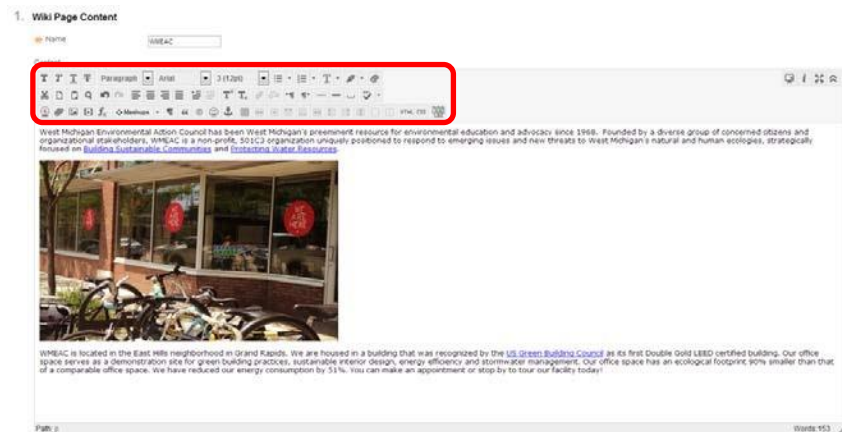 1. Wiki Page Content
Name
WMEAC
Content
T T T T Paragraph Arial 3 (12pt)
Mashups
HTML CSS
West Michigan Environmental Action Council has been West Michigan's preeminent resource for environmental education and advocacy since 1968. Founded by a diverse group of concerned citizens and
organizational stakeholders, WMEAC is a non-profit, 501C3 organization uniquely positioned to respond to emerging issues and new threats to West Michigan's natural and human ecologies, strategically
focused on Building Sustainable Communities and Protecting Water Resources.
WE ARE HERE
WE ARE HERE
WMEAC is located in the East Hills neighborhood in Grand Rapids. We are housed in a building that was recognized by the US Green Building Council as its first Double Gold LEED certified building. Our office
space serves as a demonstration site for green building practices, sustainable interior design, energy efficiency and stormwater management. Our office space has an ecological footprint 90% smaller than that
of a comparable office space. We have reduced our energy consumption by 51%. You can make an appointment or stop by to tour our facility today!
Path: p
Words:153